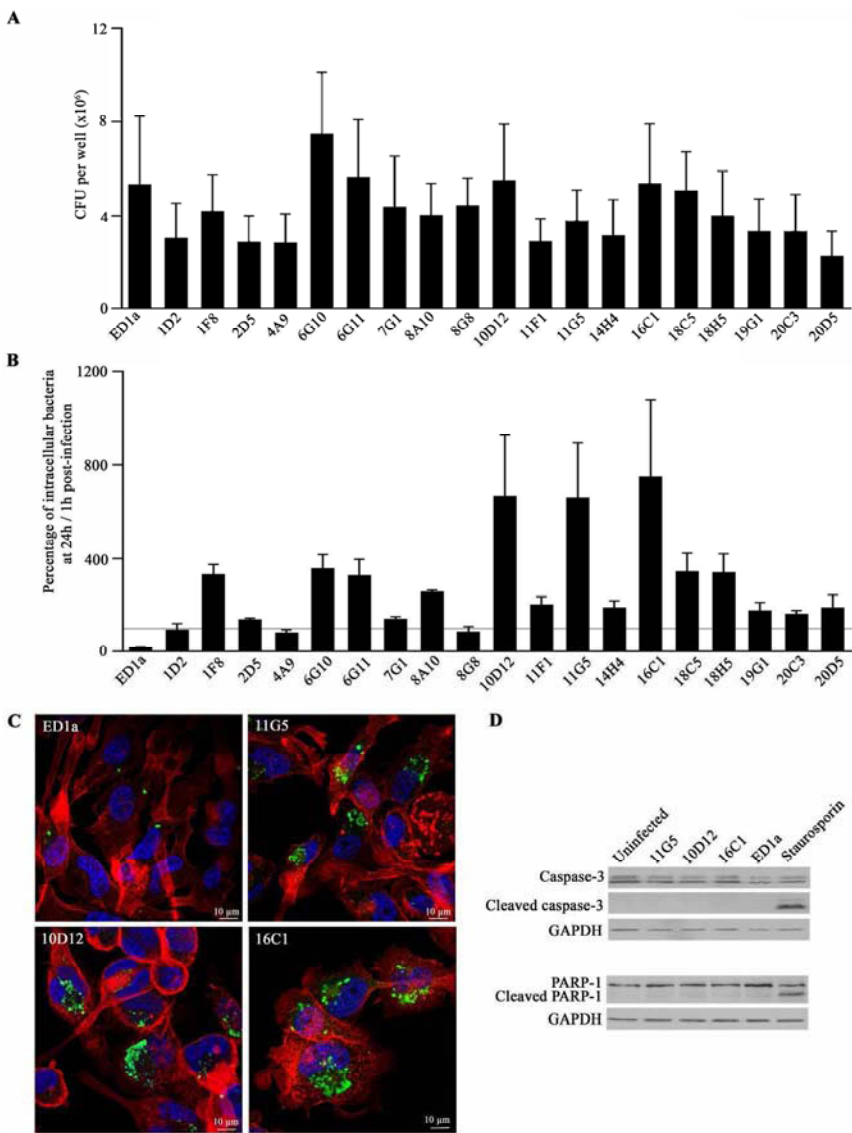 A
CFU per well (x10⁶)
12
8
4
0
ED1a 1D2 1F8 2D5 4A9 6G10 6G11 7G1 8A10 8G8 10D12 11F1 11G5 14H4 16C1 18C5 18H5 19G1 20C3 20D5
B
Percentage of intracellular bacteria
at 24h / 1h post-infection
1200
800
400
0
ED1a 1D2 1F8 2D5 4A9 6G10 6G11 7G1 8A10 8G8 10D12 11F1 11G5 14H4 16C1 18C5 18H5 19G1 20C3 20D5
C
ED1a
10 µm
11G5
10 µm
10D12
10 µm
16C1
10 µm
D
Uninfected 11G5 10D12 16C1 ED1a Staurosporin
Caspase-3
Cleaved caspase-3
GAPDH
PARP-1
Cleaved PARP-1
GAPDH